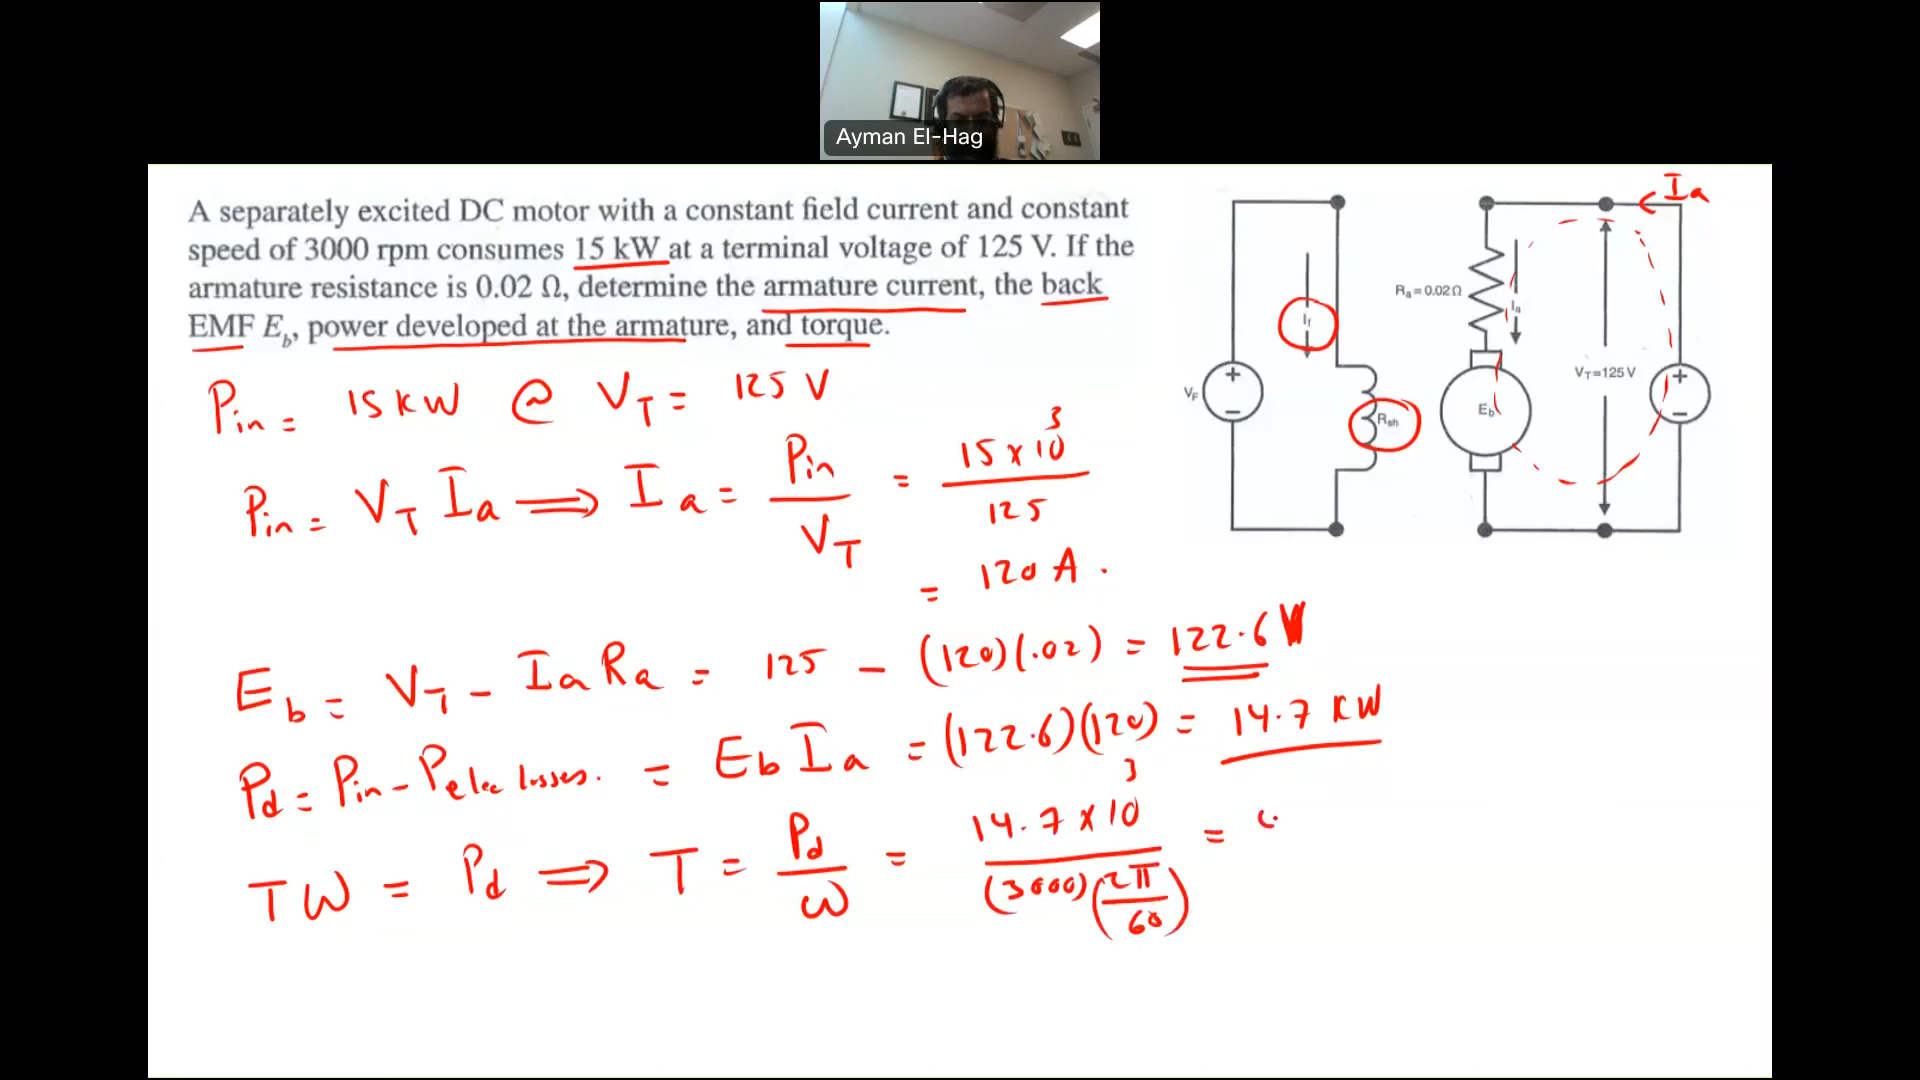 Ayman El-Hag
A separately excited DC motor with a constant field current and constant
speed of 3000 rpm consumes 15 kW at a terminal voltage of 125 V. If the
armature resistance is 0.02 Ω, determine the armature current, the back
EMF E_b, power developed at the armature, and torque.
Ia
Ra=0.02Ω
If
Ia
VT=125V
VF
+
−
Rsh
Eb
+
−
Pin = 15 kW @ VT = 125 V
Pin = VT Ia ⟹ Ia = Pin / VT = 15 x 10^3 / 125
= 120 A.
Eb = VT - Ia Ra = 125 - (120)(.02) = 122.6 V
Pd = Pin - Pelec losses. = Eb Ia = (122.6)(120) = 14.7 kW
Tω = Pd ⟹ T = Pd / ω = 14.7 x 10^3 / (3000)(2π/60) =